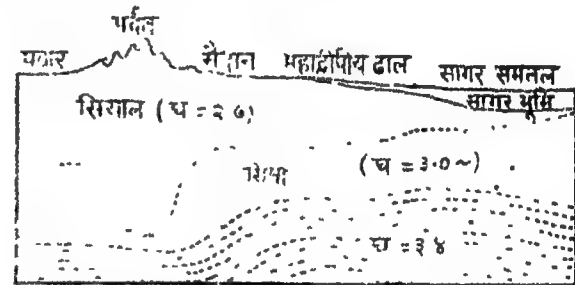 पर्वत
पठार मैदान महाद्वीपीय ढाल सागर समतल
सागर भूमि
सियाल ( घ = २ ७)
सिमा ( घ = ३.०~)
घ = ३ ४